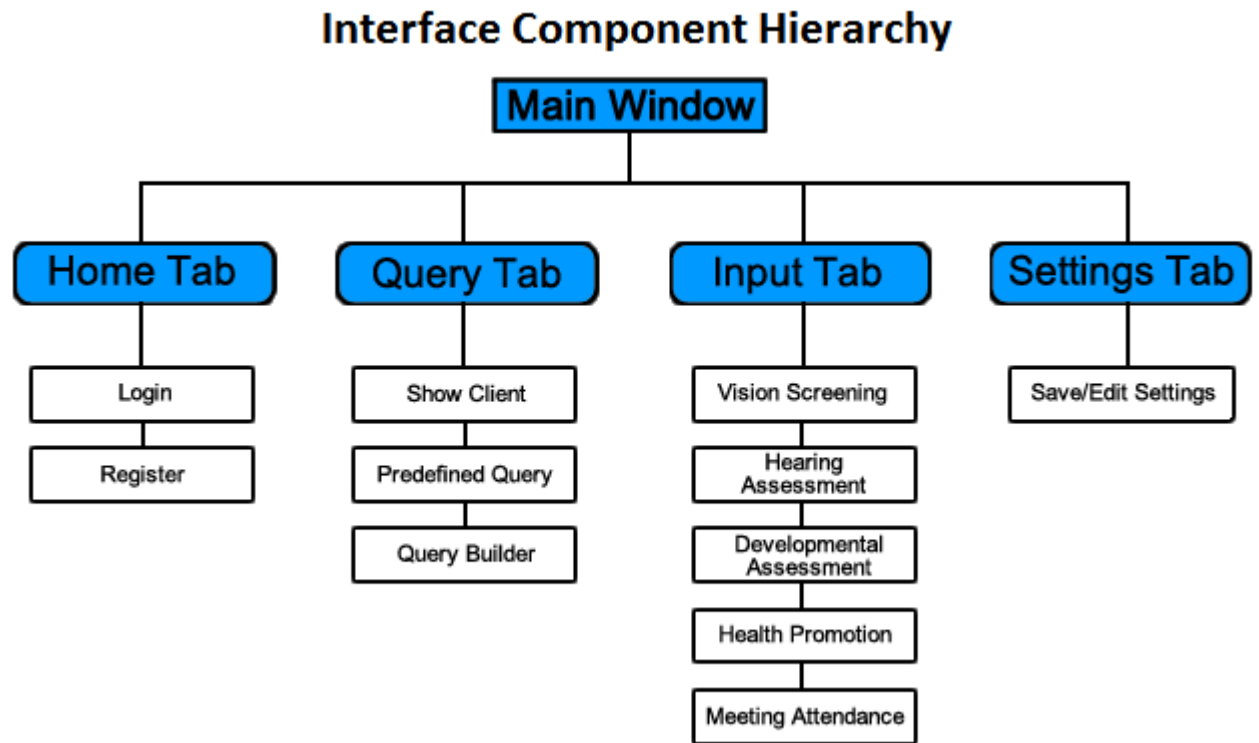 Interface Component Hierarchy
Main Window
Home Tab
Query Tab
Input Tab
Settings Tab
Login
Show Client
Vision Screening
Save/Edit Settings
Register
Predefined Query
Hearing
Assessment
Query Builder
Developmental
Assessment
Health Promotion
Meeting Attendance